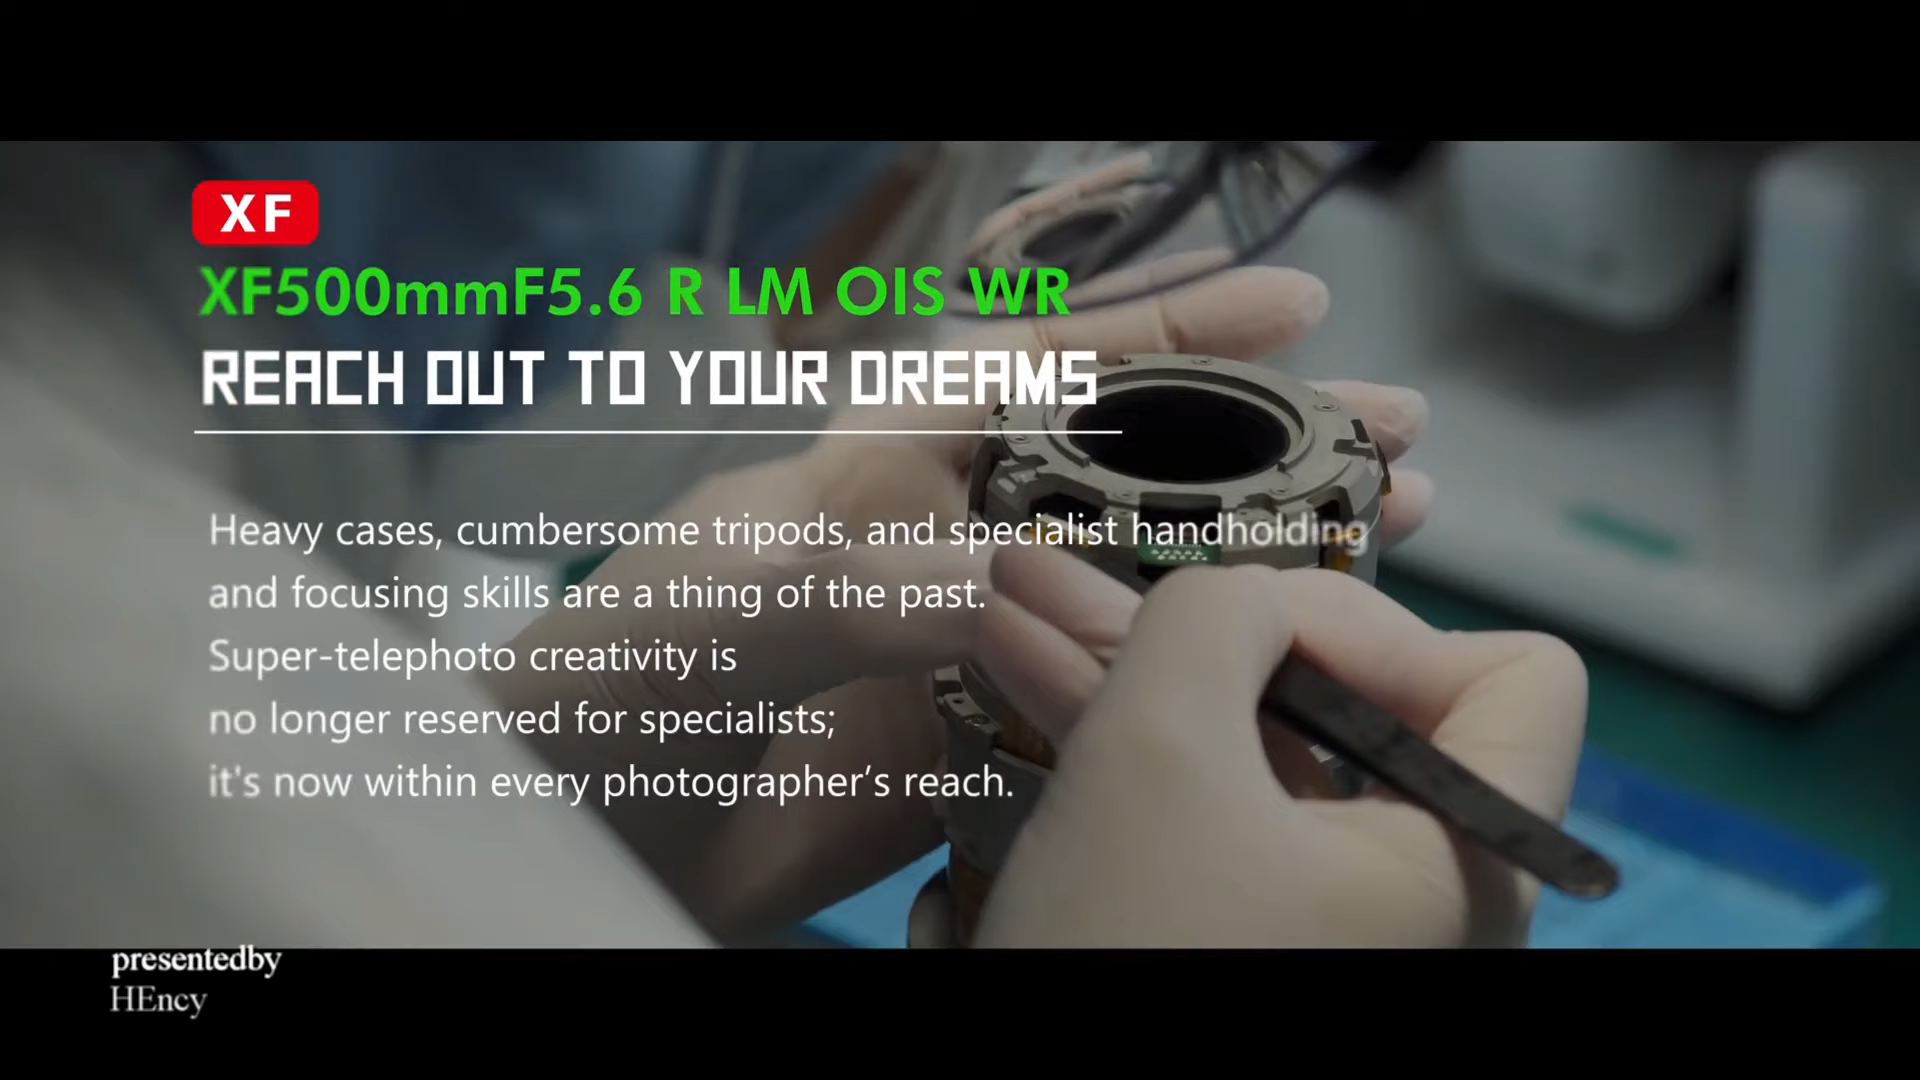 XF
XF500mmF5.6 R LM OIS WR
REACH OUT TO YOUR DREAMS
Heavy cases, cumbersome tripods, and specialist handholding
and focusing skills are a thing of the past.
Super-telephoto creativity is
no longer reserved for specialists;
it's now within every photographer’s reach.
presentedby
HEncy